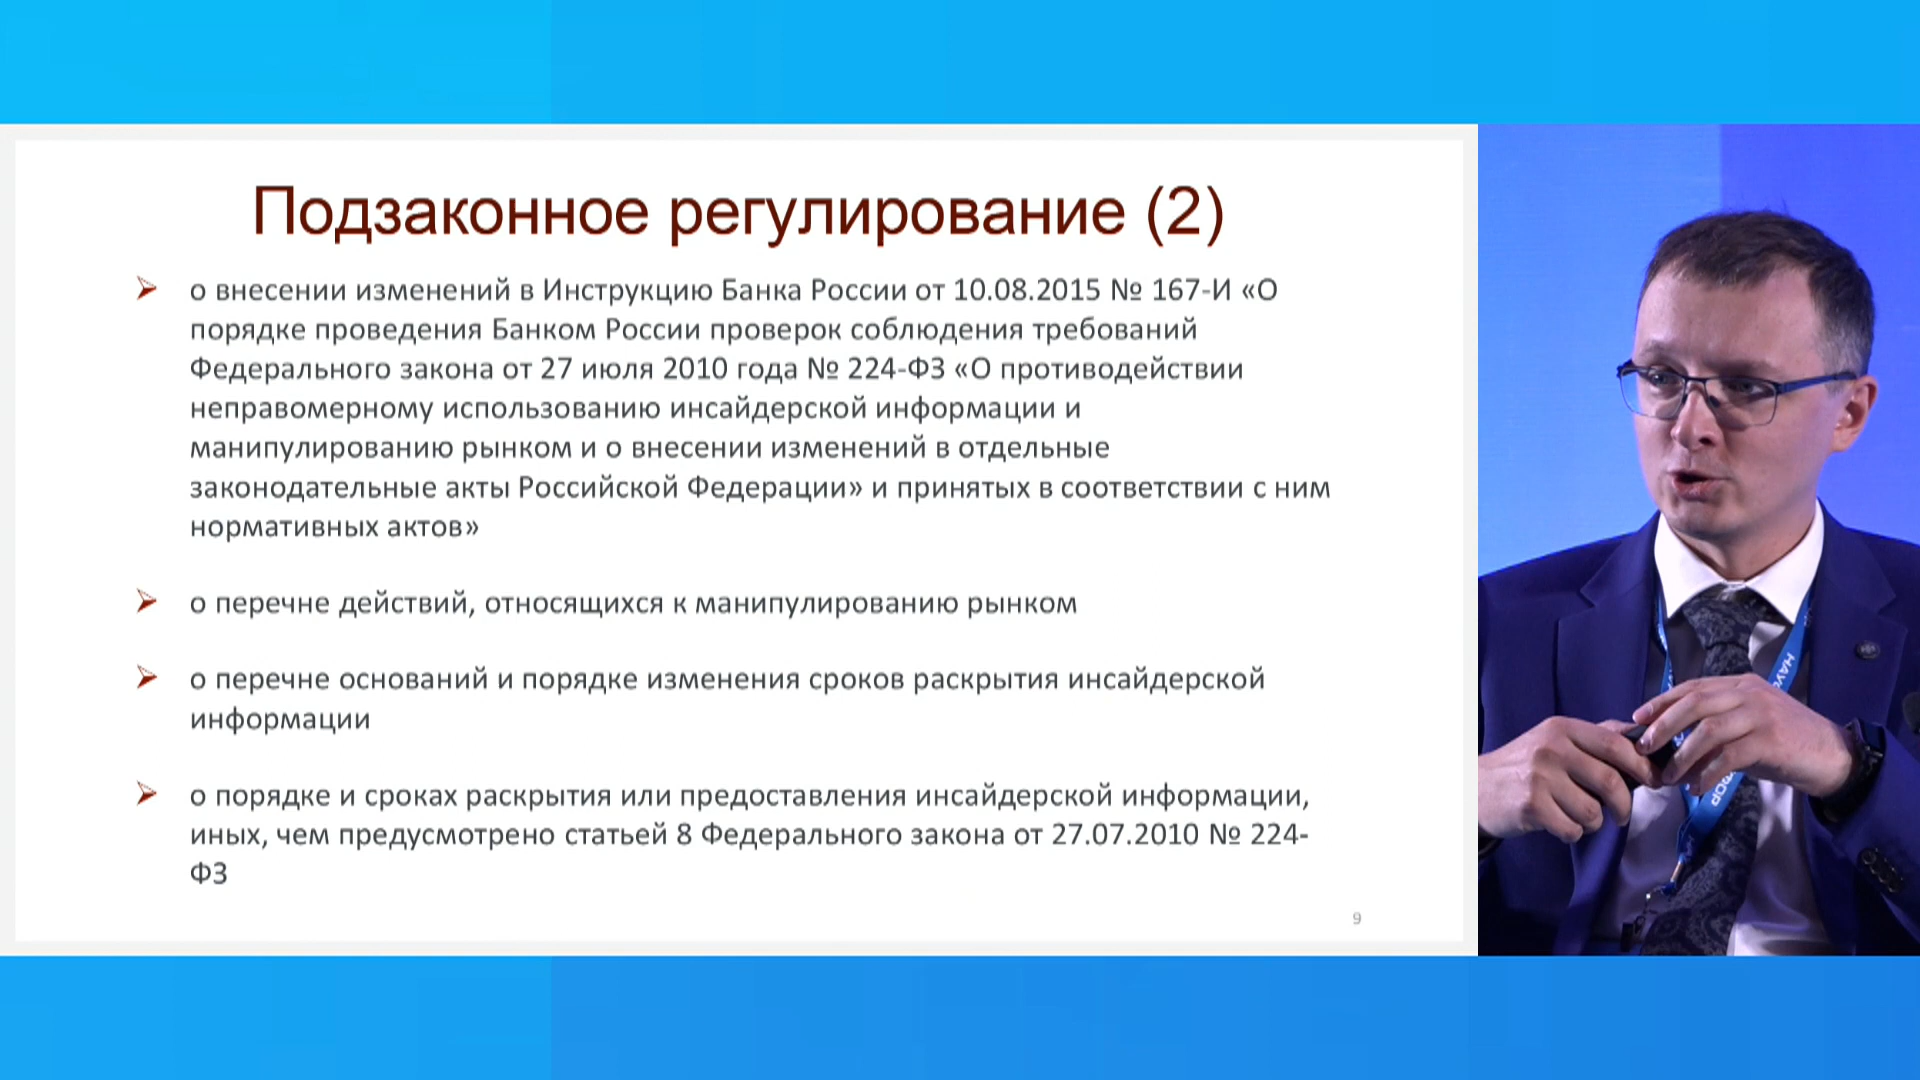 Подзаконное регулирование (2)
о внесении изменений в Инструкцию Банка России от 10.08.2015 № 167-И «О
порядке проведения Банком России проверок соблюдения требований
Федерального закона от 27 июля 2010 года № 224-ФЗ «О противодействии
неправомерному использованию инсайдерской информации и
манипулированию рынком и о внесении изменений в отдельные
законодательные акты Российской Федерации» и принятых в соответствии с ним
нормативных актов»
о перечне действий, относящихся к манипулированию рынком
о перечне оснований и порядке изменения сроков раскрытия инсайдерской
информации
о порядке и сроках раскрытия или предоставления инсайдерской информации,
иных, чем предусмотрено статьей 8 Федерального закона от 27.07.2010 № 224-
ФЗ
9